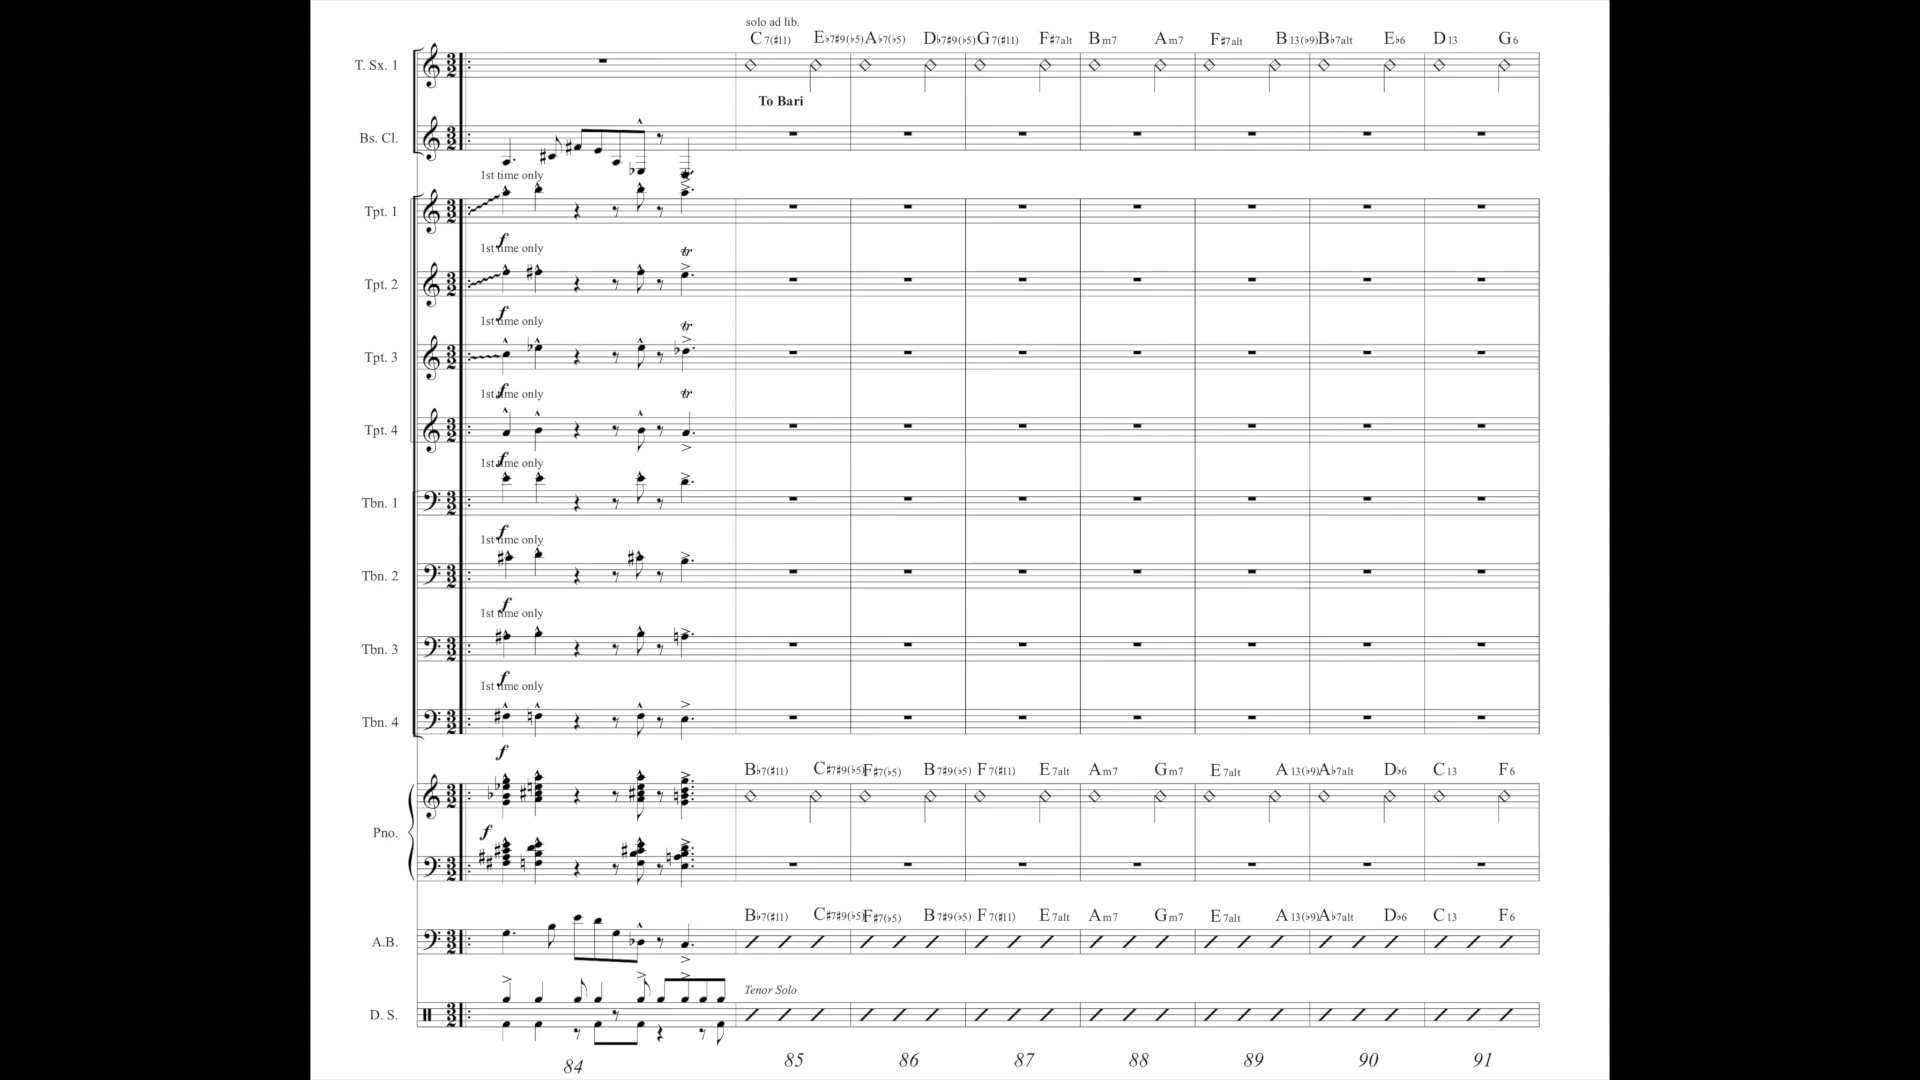 solo ad lib.
C7(♯11) E♭7♯9(♭5) A♭7(♭5) D♭7♯9(♭5) G7(♯11) F♯7alt Bm7 Am7 F♯7alt B13(♭9) B♭7alt E♭6 D13 G6
T. Sx. 1
To Bari
Bs. Cl.
1st time only
Tpt. 1
f
1st time only
tr
Tpt. 2
f
1st time only
tr
Tpt. 3
f
1st time only
tr
Tpt. 4
f
1st time only
Tbn. 1
f
1st time only
Tbn. 2
f
1st time only
Tbn. 3
f
1st time only
Tbn. 4
f
B♭7(♯11) C♯7♯9(♭5) F♯7(♭5) B7♯9(♭5) F7(♯11) E7alt Am7 Gm7 E7alt A13(♭9) A♭7alt D♭6 C13 F6
Pno.
f
B♭7(♯11) C♯7♯9(♭5) F♯7(♭5) B7♯9(♭5) F7(♯11) E7alt Am7 Gm7 E7alt A13(♭9) A♭7alt D♭6 C13 F6
A.B.
Tenor Solo
D. S.
84 85 86 87 88 89 90 91